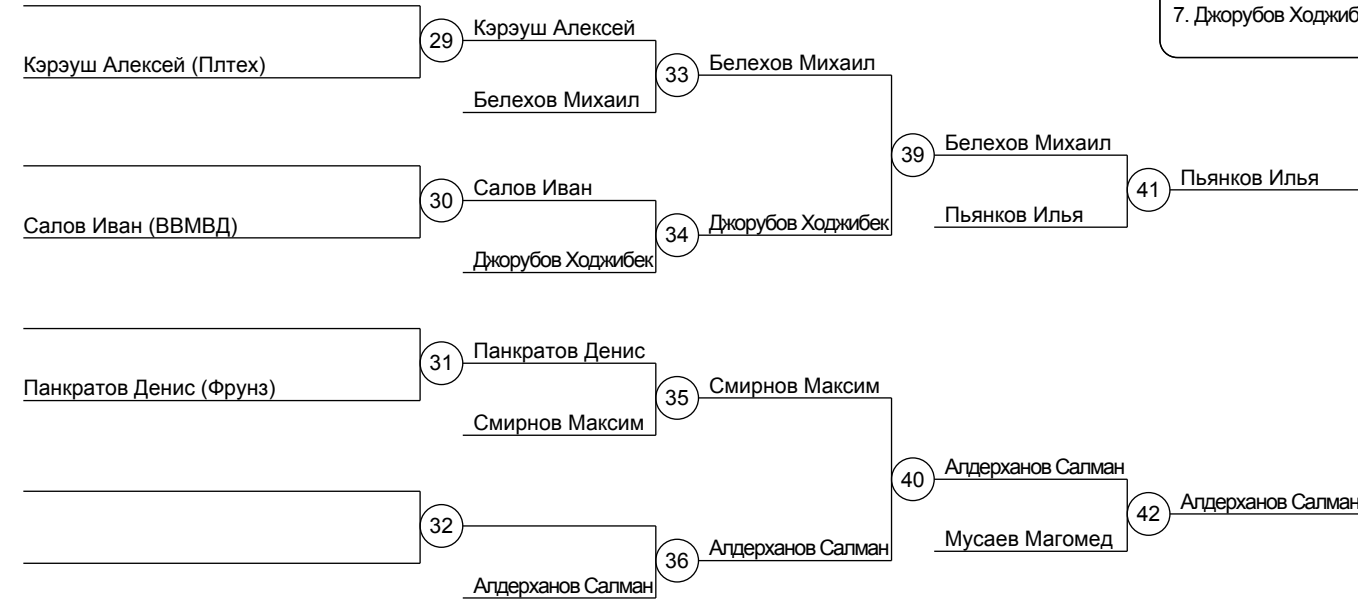 7. Джорубов Ходжиб
29
Кэрэуш Алексей
Кэрэуш Алексей (Плтех)
33
Белехов Михаил
Белехов Михаил
39
Белехов Михаил
30
Салов Иван
41
Пьянков Илья
Салов Иван (ВВМВД)
34
Джорубов Ходжибек
Пьянков Илья
Джорубов Ходжибек
31
Панкратов Денис
Панкратов Денис (Фрунз)
35
Смирнов Максим
Смирнов Максим
40
Алдерханов Салман
32
42
Алдерханов Салман
36
Алдерханов Салман
Мусаев Магомед
Алдерханов Салман